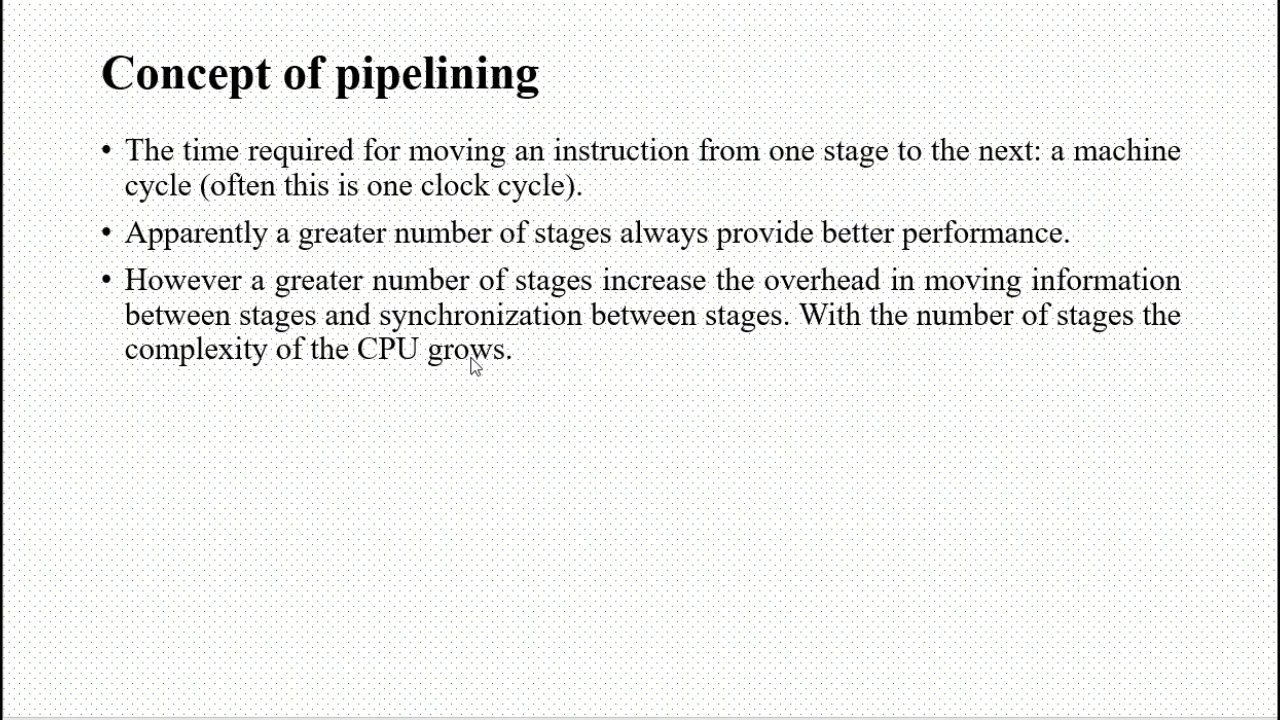 Concept of pipelining
• The time required for moving an instruction from one stage to the next: a machine
cycle (often this is one clock cycle).
• Apparently a greater number of stages always provide better performance.
• However a greater number of stages increase the overhead in moving information
between stages and synchronization between stages. With the number of stages the
complexity of the CPU grows.